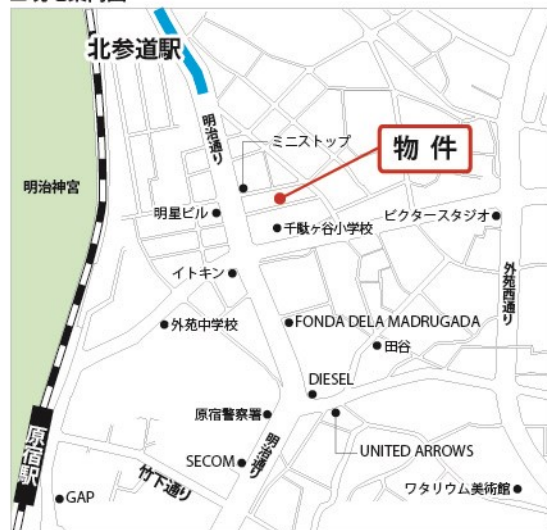 北参道駅
明治通り
ミニストップ
物件
明治神宮
明星ビル
千駄ヶ谷小学校
ビクタースタジオ
イトキン
外苑西通り
外苑中学校
FONDA DELA MADRUGADA
田谷
DIESEL
原宿警察署
明治通り
UNITED ARROWS
原宿駅
SECOM
竹下通り
GAP
ワタリウム美術館